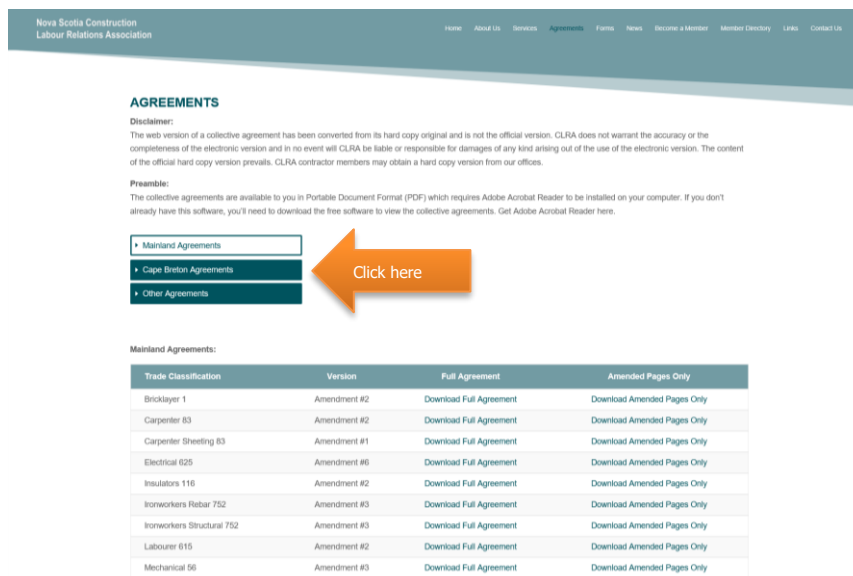 Nova Scotia Construction
Labour Relations Association
Home About Us Services Agreements Forms News Become a Member Member Directory Links Contact Us
AGREEMENTS
Disclaimer:
The web version of a collective agreement has been converted from its hard copy original and is not the official version. CLRA does not warrant the accuracy or the
completeness of the electronic version and in no event will CLRA be liable or responsible for damages of any kind arising out of the use of the electronic version. The content
of the official hard copy version prevails. CLRA contractor members may obtain a hard copy version from our offices.
Preamble:
The collective agreements are available to you in Portable Document Format (PDF) which requires Adobe Acrobat Reader to be installed on your computer. If you don't
already have this software, you'll need to download the free software to view the collective agreements. Get Adobe Acrobat Reader here.
Mainland Agreements
Cape Breton Agreements
Click here
Other Agreements
Mainland Agreements:
Trade Classification Version Full Agreement Amended Pages Only
Bricklayer 1 Amendment #2 Download Full Agreement Download Amended Pages Only
Carpenter 83 Amendment #2 Download Full Agreement Download Amended Pages Only
Carpenter Sheeting 83 Amendment #1 Download Full Agreement Download Amended Pages Only
Electrical 625 Amendment #6 Download Full Agreement Download Amended Pages Only
Insulators 116 Amendment #2 Download Full Agreement Download Amended Pages Only
Ironworkers Rebar 752 Amendment #3 Download Full Agreement Download Amended Pages Only
Ironworkers Structural 752 Amendment #3 Download Full Agreement Download Amended Pages Only
Labourer 615 Amendment #2 Download Full Agreement Download Amended Pages Only
Mechanical 56 Amendment #3 Download Full Agreement Download Amended Pages Only